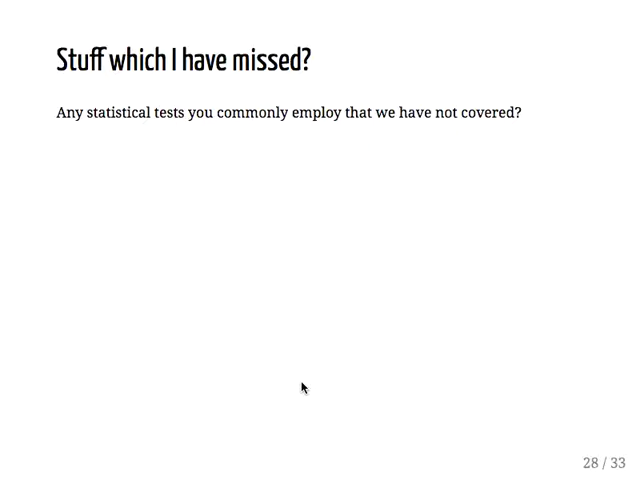 Stuff which I have missed?
Any statistical tests you commonly employ that we have not covered?
28 / 33